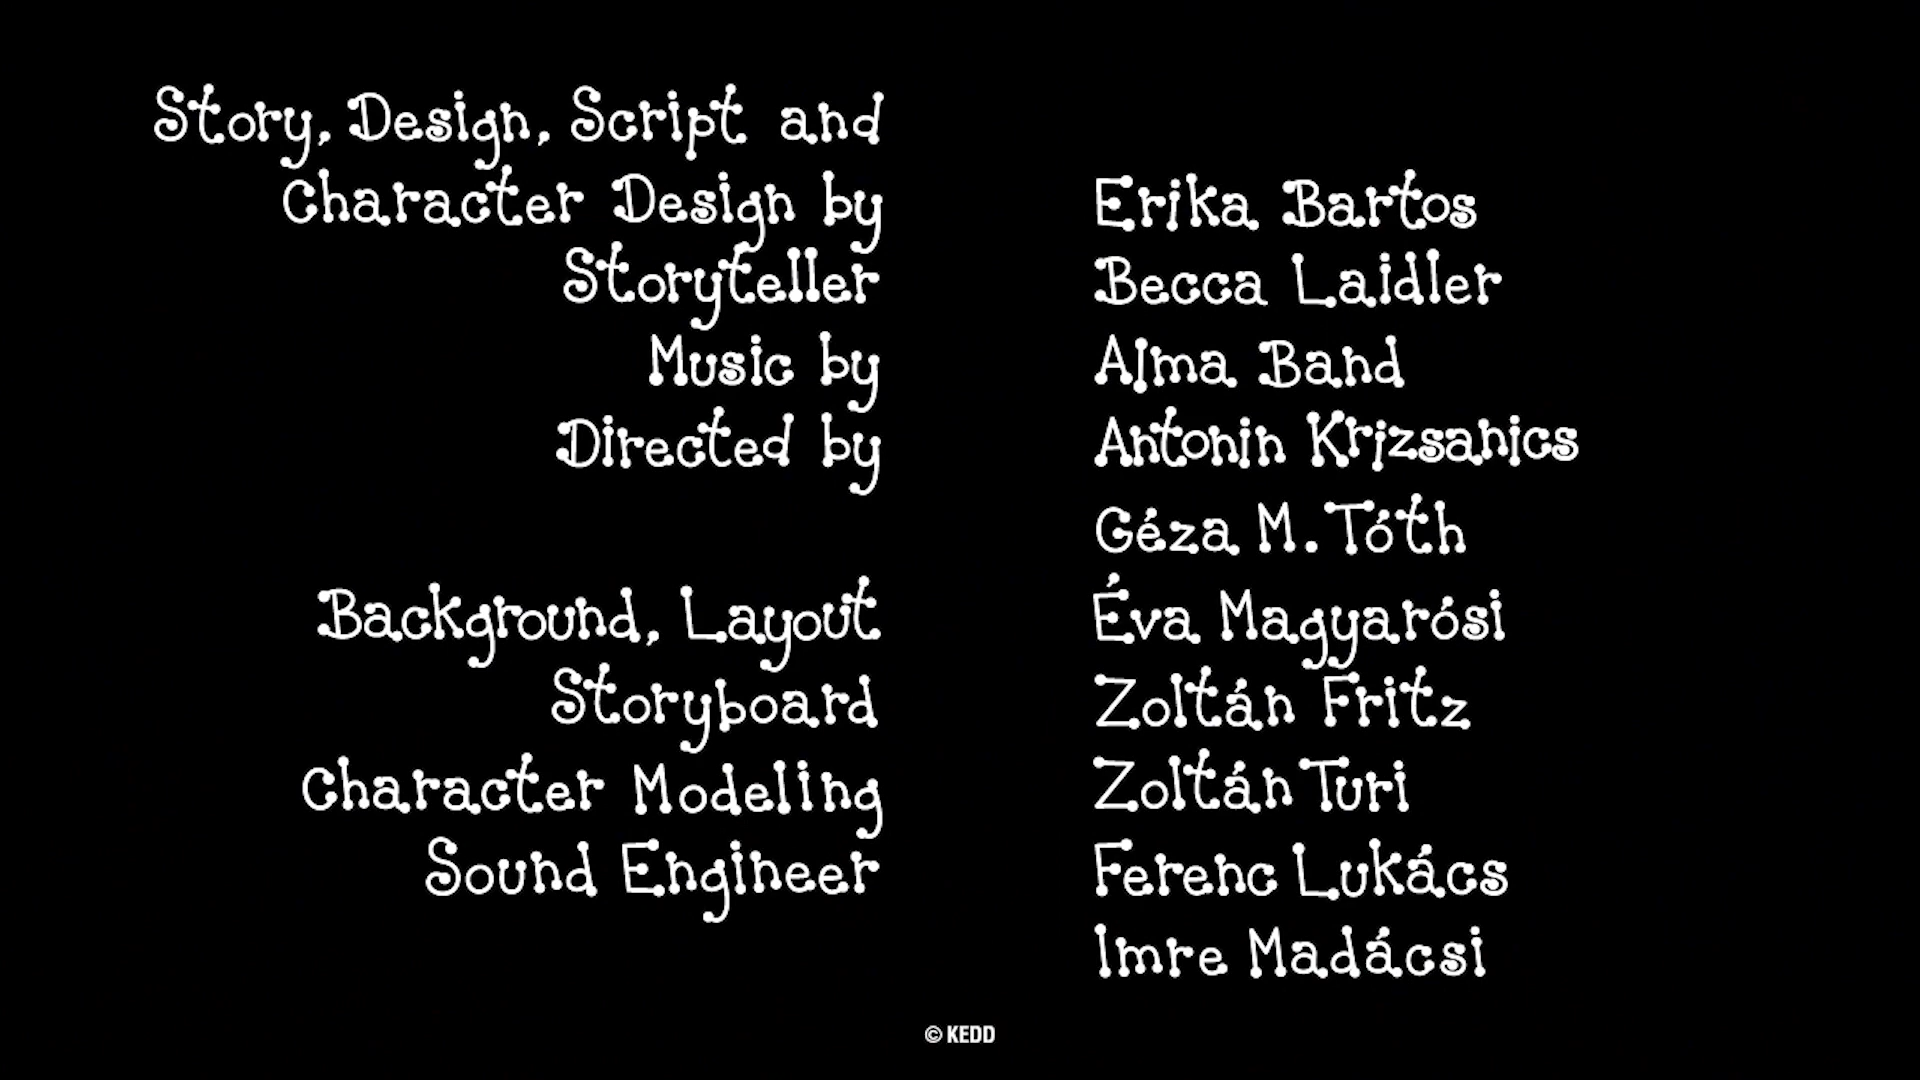 Story, Design, Script and
Character Design by Erika Bartos
Storyteller Becca Laidler
Music by Alma Band
Directed by Antonin Krizsanics
Géza M. Tóth
Background, Layout Éva Magyarósi
Storyboard Zoltán Fritz
Character Modeling Zoltán Turi
Sound Engineer Ferenc Lukács
Imre Madácsi
© KEDD